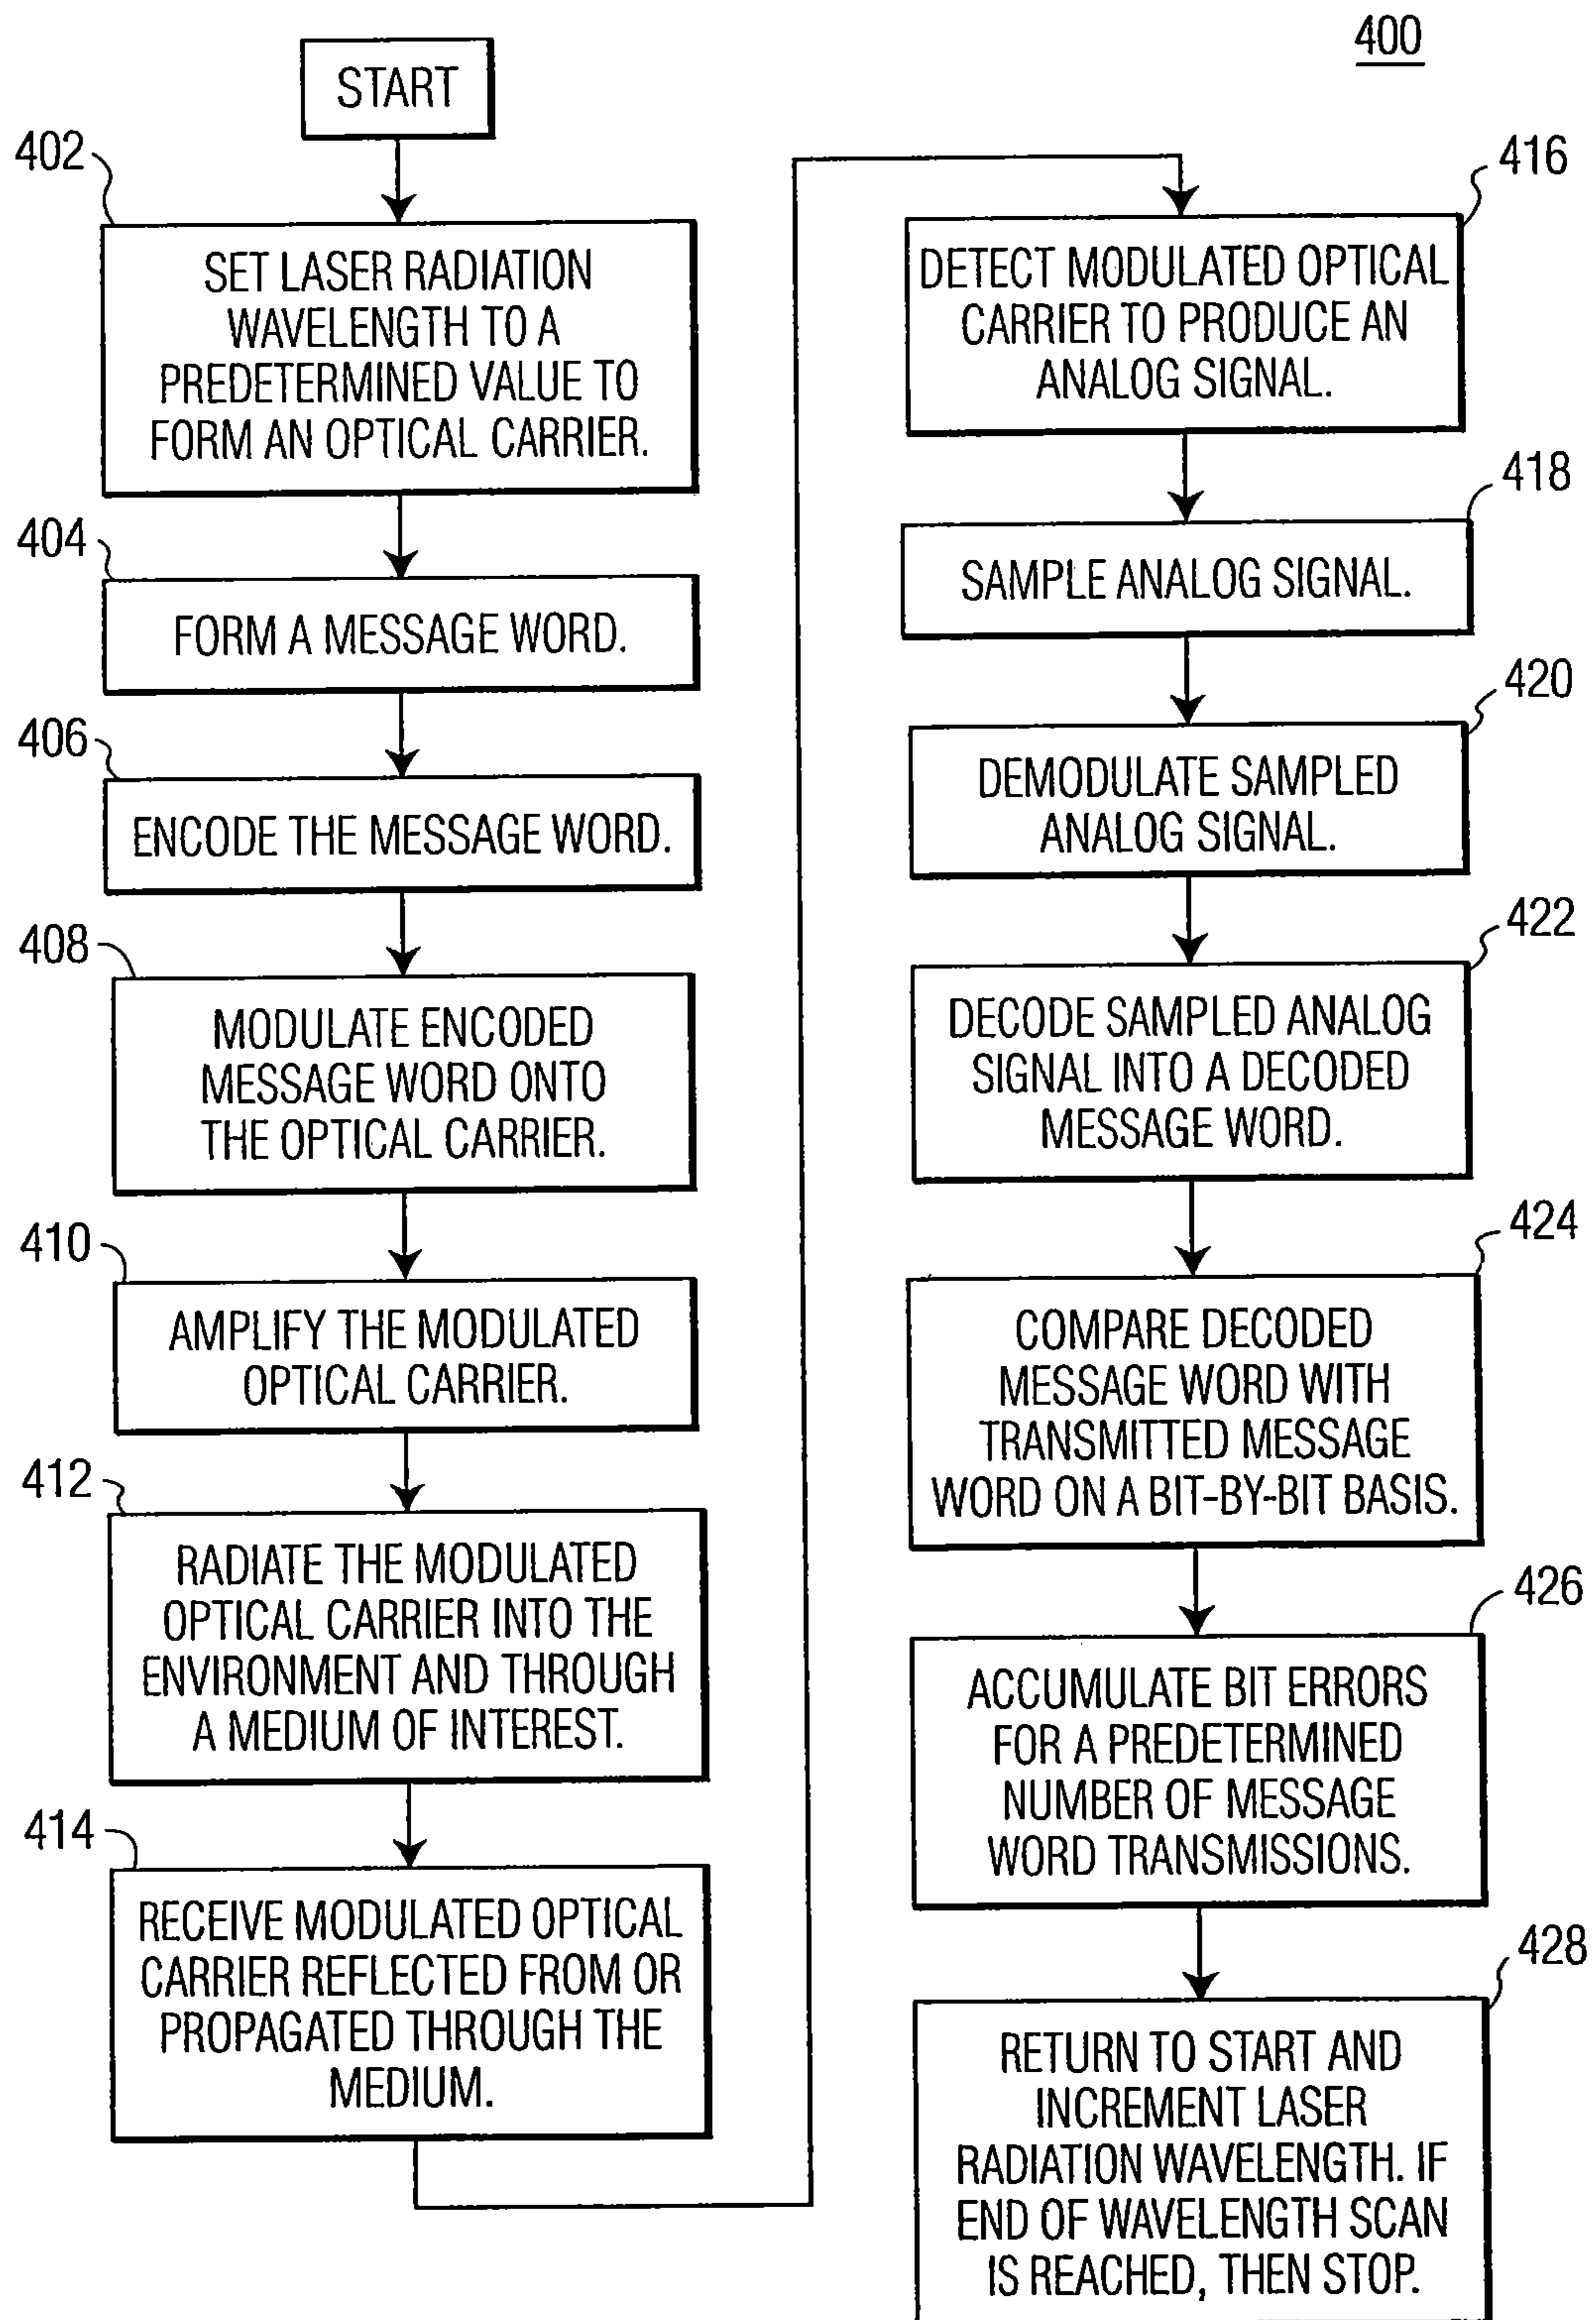 400
START
402
SET LASER RADIATION
WAVELENGTH TO A
PREDETERMINED VALUE TO
FORM AN OPTICAL CARRIER.
404
FORM A MESSAGE WORD.
406
ENCODE THE MESSAGE WORD.
408
MODULATE ENCODED
MESSAGE WORD ONTO
THE OPTICAL CARRIER.
410
AMPLIFY THE MODULATED
OPTICAL CARRIER.
412
RADIATE THE MODULATED
OPTICAL CARRIER INTO THE
ENVIRONMENT AND THROUGH
A MEDIUM OF INTEREST.
414
RECEIVE MODULATED OPTICAL
CARRIER REFLECTED FROM OR
PROPAGATED THROUGH THE
MEDIUM.
416
DETECT MODULATED OPTICAL
CARRIER TO PRODUCE AN
ANALOG SIGNAL.
418
SAMPLE ANALOG SIGNAL.
420
DEMODULATE SAMPLED
ANALOG SIGNAL.
422
DECODE SAMPLED ANALOG
SIGNAL INTO A DECODED
MESSAGE WORD.
424
COMPARE DECODED
MESSAGE WORD WITH
TRANSMITTED MESSAGE
WORD ON A BIT-BY-BIT BASIS.
426
ACCUMULATE BIT ERRORS
FOR A PREDETERMINED
NUMBER OF MESSAGE
WORD TRANSMISSIONS.
428
RETURN TO START AND
INCREMENT LASER
RADIATION WAVELENGTH. IF
END OF WAVELENGTH SCAN
IS REACHED, THEN STOP.